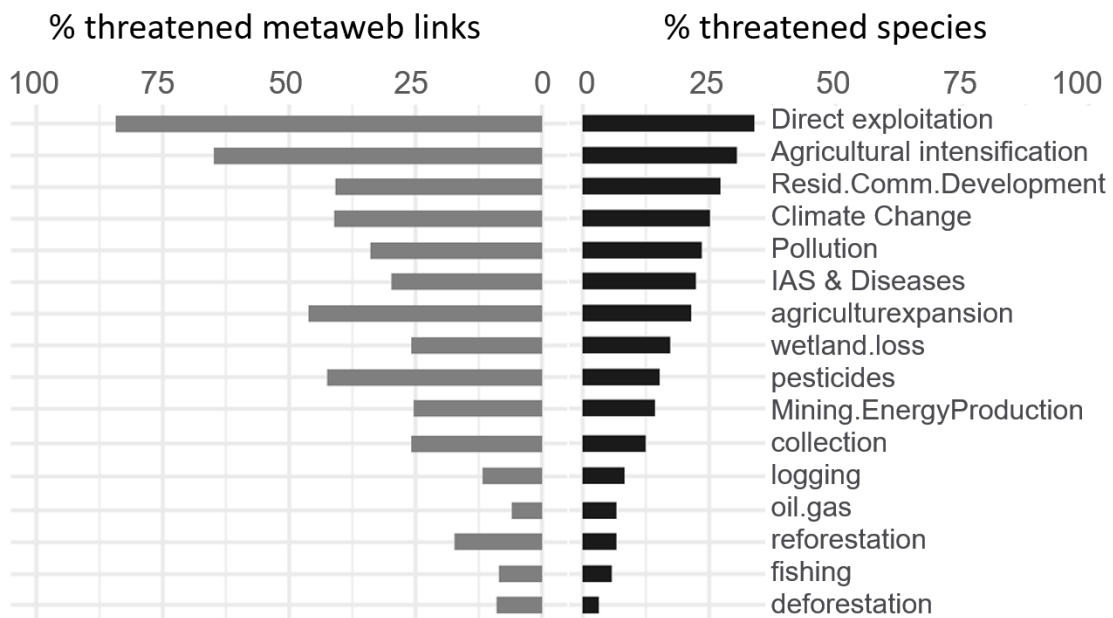 % threatened metaweb links % threatened species
100 75 50 25 0 0 25 50 75 100
Direct exploitation
Agricultural intensification
Resid.Comm.Development
Climate Change
Pollution
IAS & Diseases
agriculturexpansion
wetland.loss
pesticides
Mining.EnergyProduction
collection
logging
oil.gas
reforestation
fishing
deforestation